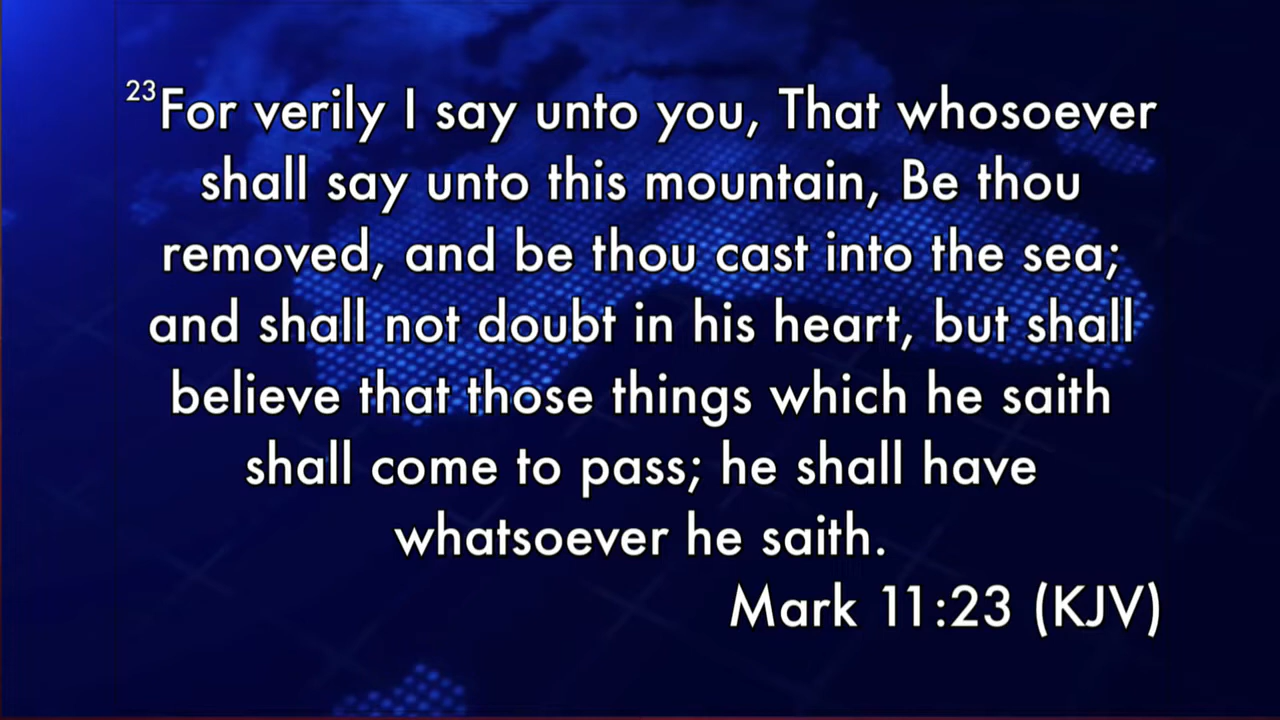 23For verily I say unto you, That whosoever
shall say unto this mountain, Be thou
removed, and be thou cast into the sea;
and shall not doubt in his heart, but shall
believe that those things which he saith
shall come to pass; he shall have
whatsoever he saith.
Mark 11:23 (KJV)